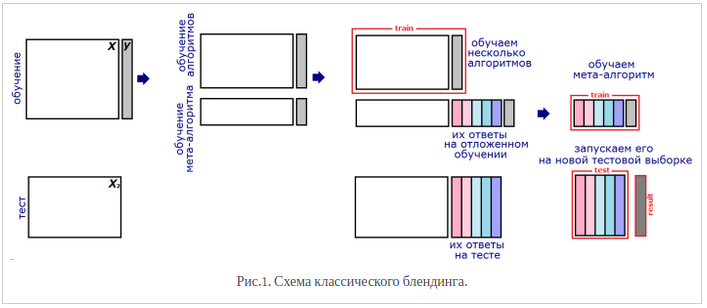 обучение
X
y
обучение
алгоритмов
обучение
мета-алгоритма
train
обучаем
несколько
алгоритмов
их ответы
на отложенном
обучении
обучаем
мета-алгоритм
train
запускаем его
на новой тестовой выборке
тест
X₂
их ответы
на тесте
test
result
Рис.1. Схема классического блендинга.